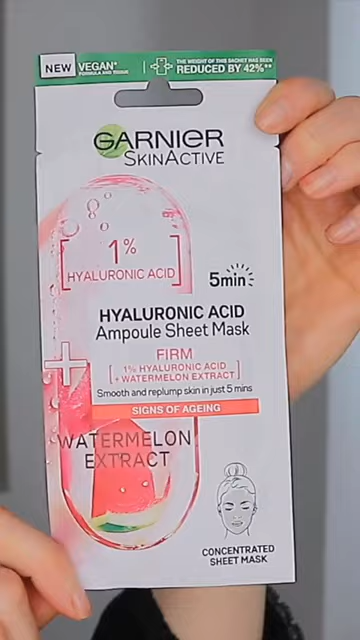 NEW VEGAN* THE WEIGHT OF THIS SACHET HAS BEEN
FORMULA AND TISSUE REDUCED BY 42%**
GARNIER
SKINACTIVE
1%
HYALURONIC ACID
5min
HYALURONIC ACID
Ampoule Sheet Mask
FIRM
1% HYALURONIC ACID
+ WATERMELON EXTRACT
Smooth and replump skin in just 5 mins
SIGNS OF AGEING
+
WATERMELON
EXTRACT
CONCENTRATED
SHEET MASK